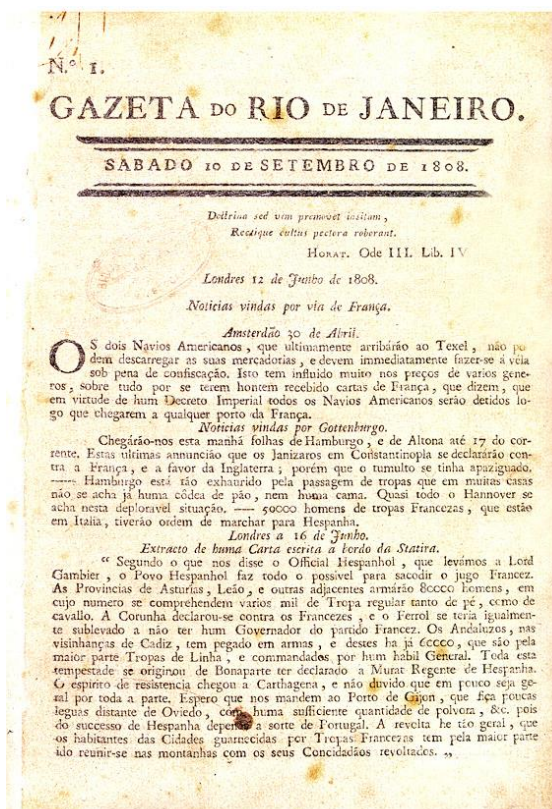 N.º 1.
GAZETA DO RIO DE JANEIRO.
SABADO 10 DE SETEMBRO DE 1808.
Doctrina sed vim promovet insitam,
Rectique cultus pectora roborant.
HORAT. Ode III. Lib. IV
Londres 12 de Junho de 1808.
Noticias vindas por via de França.
Amsterdão 30 de Abril.
OS dois Navios Americanos, que ultimamente arribárão ao Texel, não po
dem descarregar as suas mercadorias, e devem immediatamente fazer-se á vela
sob pena de confiscação. Isto tem influido muito nos preços de varios gene-
ros, sobre tudo por se terem hontem recebido cartas de França, que dizem, que
em virtude de hum Decreto Imperial todos os Navios Americanos serão detidos lo-
go que chegarem a qualquer porto da França.
Noticias vindas por Gottenburgo.
Chegárão-nos esta manhá folhas de Hamburgo, e de Altona até 17 do cor-
rente. Estas ultimas annuncião que os Janizaros em Constantinopla se declarárão con-
tra a França, e a favor da Inglaterra; porém que o tumulto se tinha apaziguado.
---- Hamburgo está tão exhaurido pela passagem de tropas que em muitas casas
não se acha já huma côdea de pão, nem huma cama. Quasi todo o Hannover se
acha nesta deploravel situação. ---- 50000 homens de tropas Francezas, que estão
em Italia, tiverão ordem de marchar para Hespanha.
Londres a 16 de Junho.
Extracto de huma Carta escrita a bordo da Statira.
“ Segundo o que nos disse o Official Hespanhol, que levámos a Lord
Gambier, o Povo Hespanhol faz todo o possivel para sacodir o jugo Francez.
As Provincias de Asturias, Leão, e outras adjacentes armárão 80000 homens, em
cujo numero se comprehendem varios mil de Tropa regular tanto de pé, como de
cavallo. A Corunha declarou-se contra os Francezes, e o Ferrol se teria igualmen-
te sublevado a não ter hum Governador do partido Francez. Os Andaluzos, nas
visinhanças de Cadiz, tem pegado em armas, e destes ha já 60000, que são pela
maior parte Tropas de Linha, e commandados por hum habil General. Toda esta
tempestade se originou de Bonaparte ter declarado a Murat Regente de Hespanha.
O espirito de resistencia chegou a Carthagena, e não duvido que em pouco seja ge-
ral por toda a parte. Espero que nos mandem ao Porto de Gijon, que fica poucas
leguas distante de Oviedo, com huma sufficiente quantidade de polvora, &c. pois
do successo de Hespanha depende a sorte de Portugal. A revolta he tão geral, que
os habitantes das Cidades guarnecidas por Tropas Francezas tem pela maior parte
ido reunir-se nas montanhas com os seus Concidadãos revoltados. „